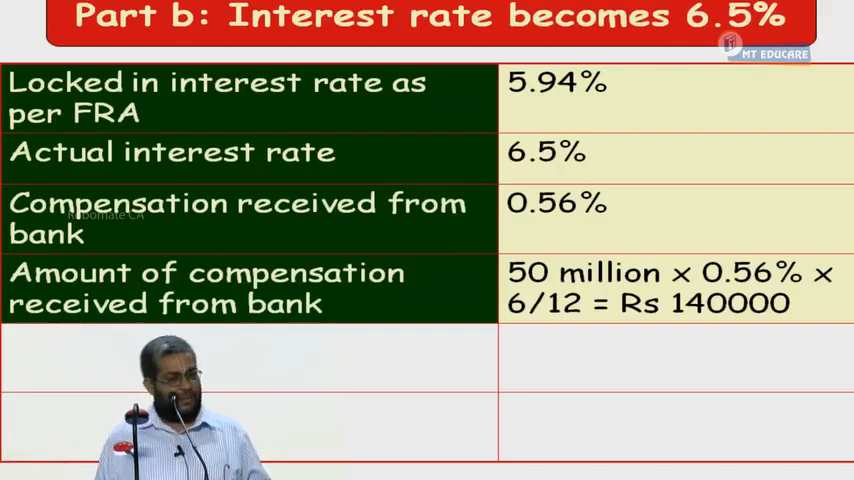 Part b: Interest rate becomes 6.5%
MT EDUCARE
Locked in interest rate as
per FRA
5.94%
Actual interest rate
6.5%
Compensation received from
bank
0.56%
Robomate CA
Amount of compensation
received from bank
50 million x 0.56% x
6/12 = Rs 140000